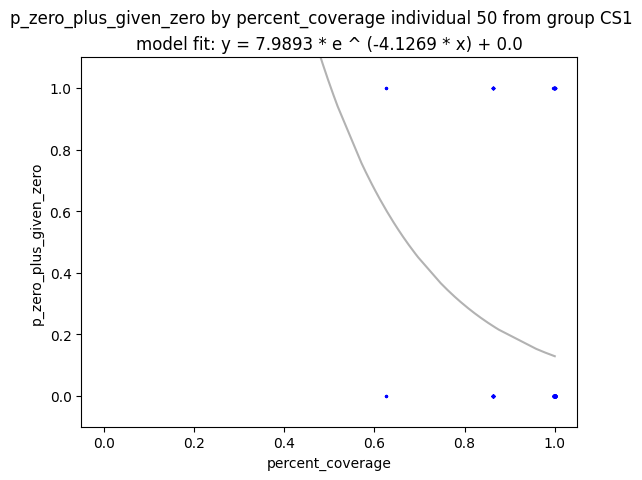 p_zero_plus_given_zero by percent_coverage individual 50 from group CS1
model fit: y = 7.9893 * e ^ (-4.1269 * x) + 0.0
1.0
0.8
0.6
0.4
0.2
0.0
p_zero_plus_given_zero
0.0 0.2 0.4 0.6 0.8 1.0
percent_coverage